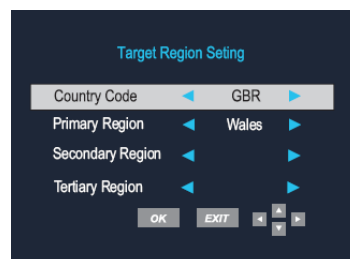 Target Region Seting
Country Code GBR
Primary Region Wales
Secondary Region
Tertiary Region
OK EXIT